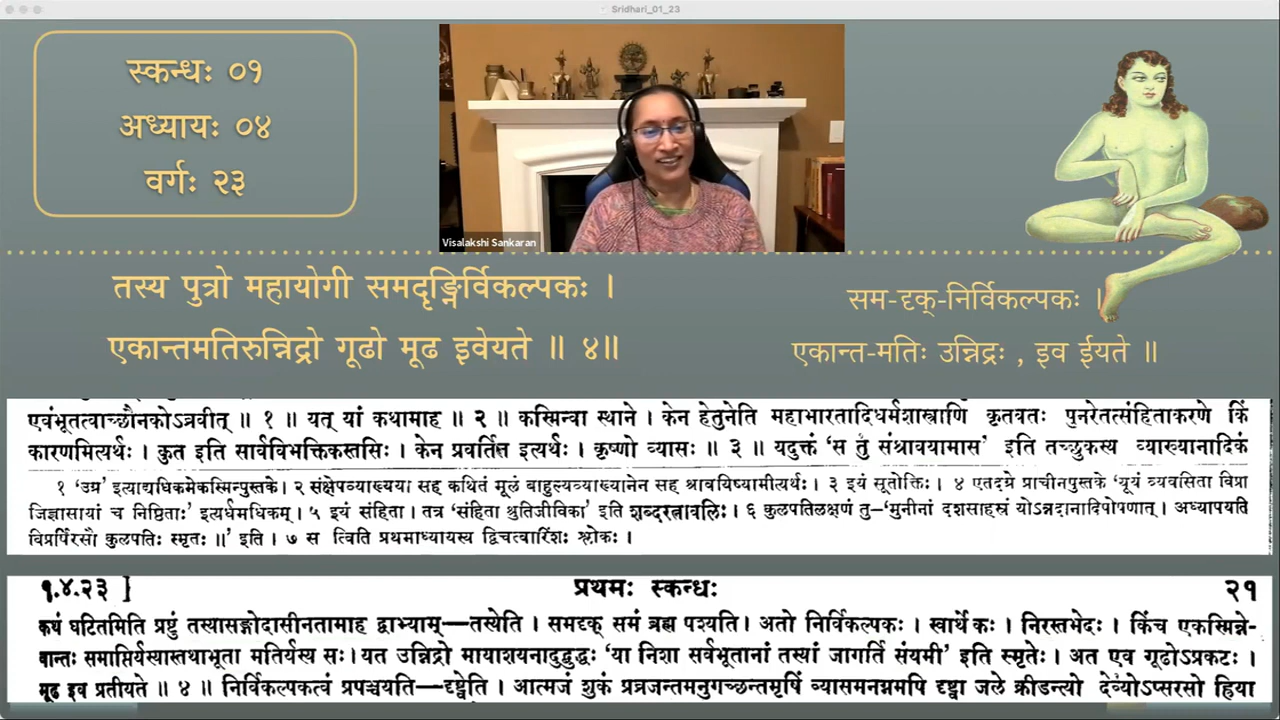 Sridhari_01_23
स्कन्धः ०१
अध्यायः ०४
वर्गः २३
Visalakshi Sankaran
तस्य पुत्रो महायोगी समदृङ्निर्विकल्पकः ।
एकान्तमतिरुन्निद्रो गूढो मूढ इवेयते ॥ ४॥
सम-दृक्-निर्विकल्पकः ।
एकान्त-मतिः उन्निद्रः , इव ईयते ॥
एवंभूतत्वाच्छौनकोऽब्रवीत् ॥ १ ॥ यत् यां कथामाह ॥ २ ॥ कस्मिन्वा स्थाने । केन हेतुनेति महाभारतादिधर्मशास्त्राणि कृतवतः पुनरेतत्संहिताकरणे किं
कारणमित्यर्थः । कुत इति सार्वविभक्तिकस्तसिः । केन प्रवर्तित इत्यर्थः । कृष्णो व्यासः ॥ ३ ॥ यदुक्तं ‘स तु संश्रावयामास’ इति तच्छुकस्य व्याख्यानादिकं
१ ‘उग्र’ इत्याद्यधिकमेकस्मिन्पुस्तके। २ संक्षेपव्याख्यया सह कथितं मूलं बाहुल्यव्याख्यानेन सह श्रावयिष्यामीत्यर्थः। ३ इयं सूतोक्तिः। ४ एतदग्रे प्राचीनपुस्तके ‘यूयं व्यवसिता विप्रा
जिज्ञासायां च निष्ठिताः’ इत्यर्धमधिकम्। ५ इयं संहिता। तत्र ‘संहिता श्रुतिजीविका’ इति शब्दरत्नावलिः। ६ कुलपतिलक्षणं तु–‘मुनीनां दशसाहस्रं योऽन्नदानादिपोषणात्। अध्यापयति
विप्रर्षिरसौ कुलपतिः स्मृतः ॥’ इति । ७ स त्विति प्रथमाध्यायस्य द्विचत्वारिंशः श्लोकः ।
१.४.२३ ]
प्रथमः स्कन्धः
२१
कथं घटितमिति प्रष्टुं तस्यासङ्गोदासीनतामाह द्वाभ्याम्—तस्येति । समदृक् समं ब्रह्म पश्यति। अतो निर्विकल्पकः । स्वार्थे कः। निरस्तभेदः । किंच एकस्मिन्ने-
वान्तः समाप्तिर्यस्यास्तथाभूता मतिर्यस्य सः। यत उन्निद्रो मायाशयनादुद्बुद्धः ‘या निशा सर्वभूतानां तस्यां जागर्ति संयमी’ इति स्मृतेः। अत एव गूढोऽप्रकटः।
मूढ इव प्रतीयते ॥ ४ ॥ निर्विकल्पकत्वं प्रपञ्चयति—दृष्ट्वेति । आत्मजं शुकं प्रव्रजन्तमनुगच्छन्तमृषिं व्यासमनग्नमपि दृष्ट्वा जले क्रीडन्त्यो देव्योऽप्सरसो ह्रिया